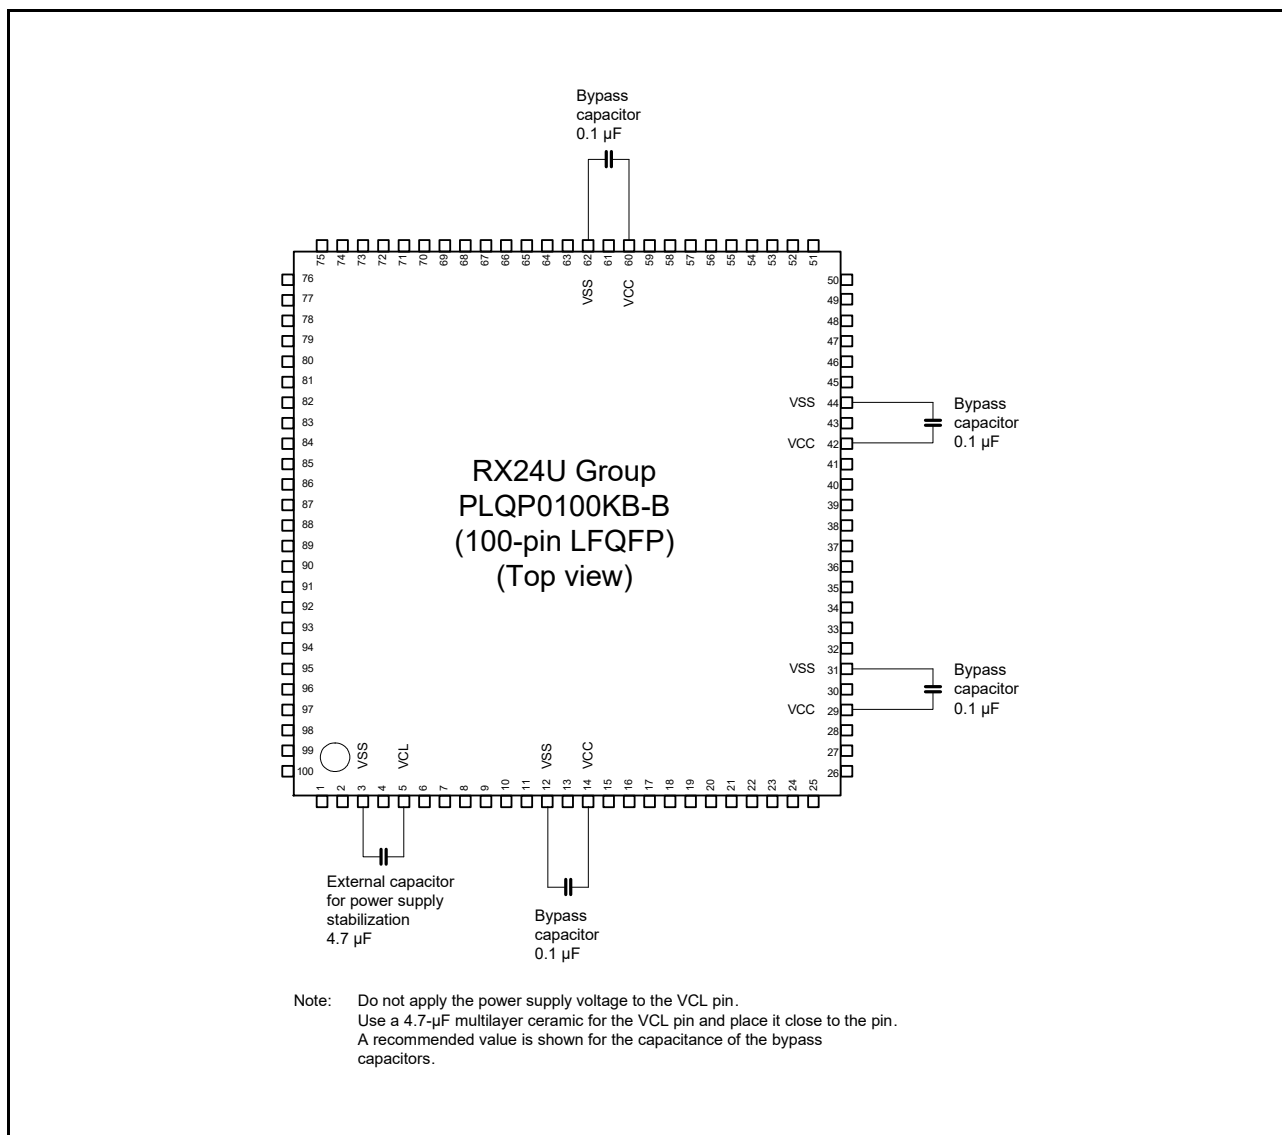 Bypass
capacitor
0.1 µF
75 74 73 72 71 70 69 68 67 66 65 64 63 62 61 60 59 58 57 56 55 54 53 52 51
VSS
VCC
76
77
78
79
80
81
82
83
84
85
86
87
88
89
90
91
92
93
94
95
96
97
98
99
100
50
49
48
47
46
45
VSS 44
43
VCC 42
41
40
39
38
37
36
35
34
33
32
VSS 31
30
VCC 29
28
27
26
Bypass
capacitor
0.1 µF
Bypass
capacitor
0.1 µF
RX24U Group
PLQP0100KB-B
(100-pin LFQFP)
(Top view)
VSS
VCL
VSS
VCC
1 2 3 4 5 6 7 8 9 10 11 12 13 14 15 16 17 18 19 20 21 22 23 24 25
External capacitor
for power supply
stabilization
4.7 µF
Bypass
capacitor
0.1 µF
Note: Do not apply the power supply voltage to the VCL pin.
Use a 4.7-µF multilayer ceramic for the VCL pin and place it close to the pin.
A recommended value is shown for the capacitance of the bypass
capacitors.